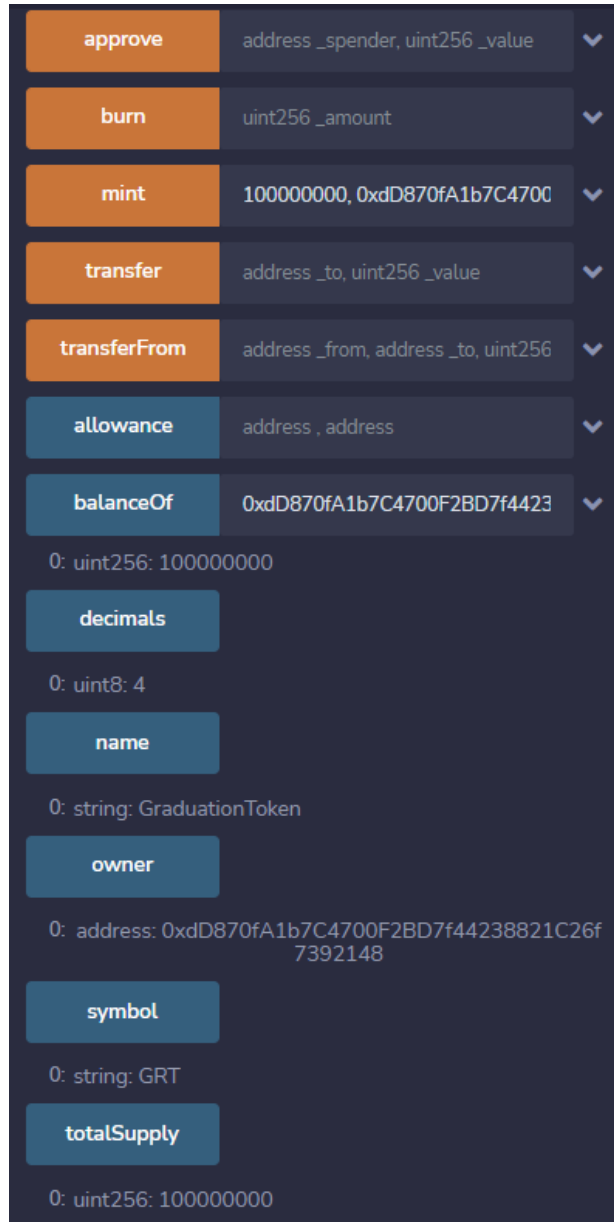 approve address _spender, uint256 _value
burn uint256 _amount
mint 100000000, 0xdD870fA1b7C4700
transfer address _to, uint256 _value
transferFrom address _from, address _to, uint256
allowance address , address
balanceOf 0xdD870fA1b7C4700F2BD7f4423
0: uint256: 100000000
decimals
0: uint8: 4
name
0: string: GraduationToken
owner
0: address: 0xdD870fA1b7C4700F2BD7f44238821C26f
7392148
symbol
0: string: GRT
totalSupply
0: uint256: 100000000